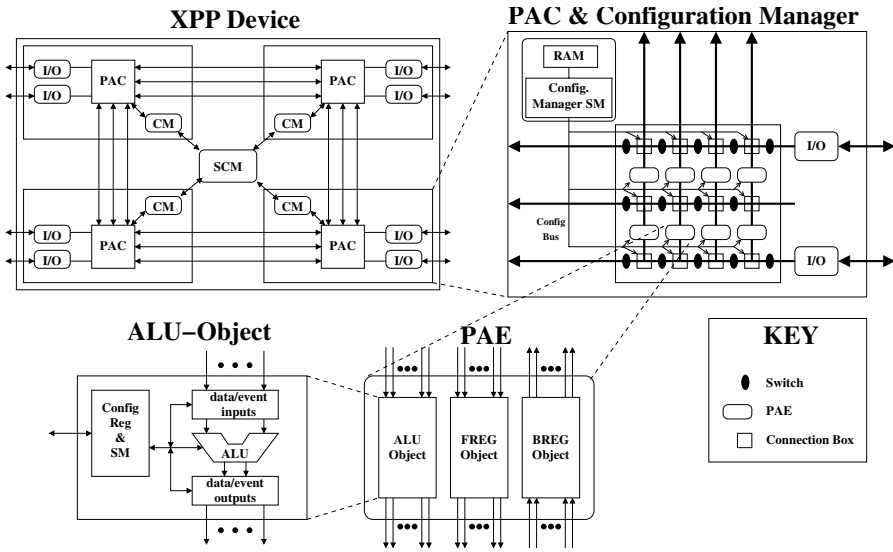 XPP Device
PAC & Configuration Manager
I/O
I/O
PAC
PAC
I/O
I/O
CM
CM
SCM
CM
CM
I/O
I/O
PAC
PAC
I/O
I/O
RAM
Config.
Manager SM
I/O
Config
Bus
I/O
ALU−Object
Config
Reg
&
SM
data/event
inputs
ALU
data/event
outputs
PAE
ALU
Object
FREG
Object
BREG
Object
KEY
Switch
PAE
Connection Box